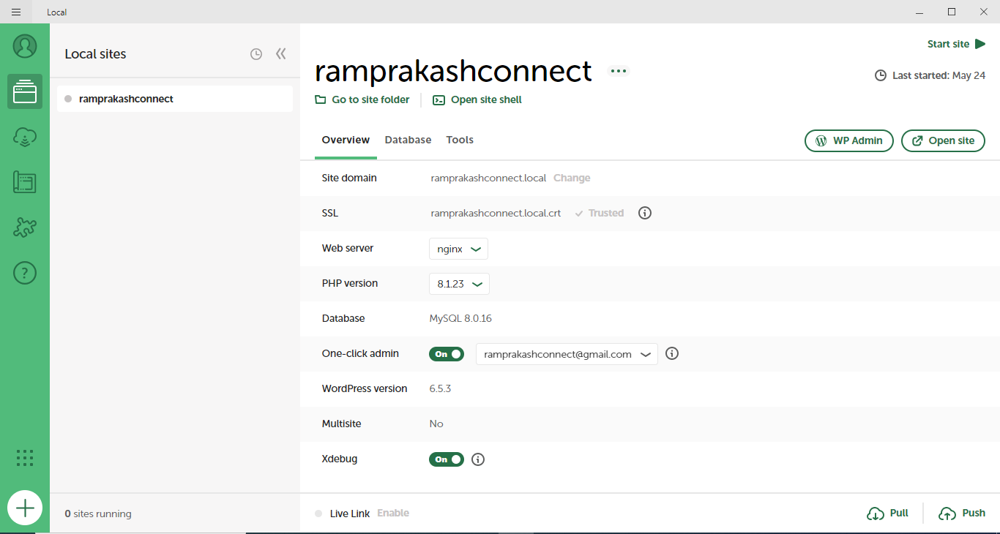 Local
Local sites
ramprakashconnect
0 sites running
Start site
ramprakashconnect
Last started: May 24
Go to site folder
Open site shell
Overview Database Tools
WP Admin
Open site
Site domain ramprakashconnect.local Change
SSL ramprakashconnect.local.crt Trusted
Web server nginx
PHP version 8.1.23
Database MySQL 8.0.16
One-click admin On ramprakashconnect@gmail.com
WordPress version 6.5.3
Multisite No
Xdebug On
Live Link Enable
Pull
Push